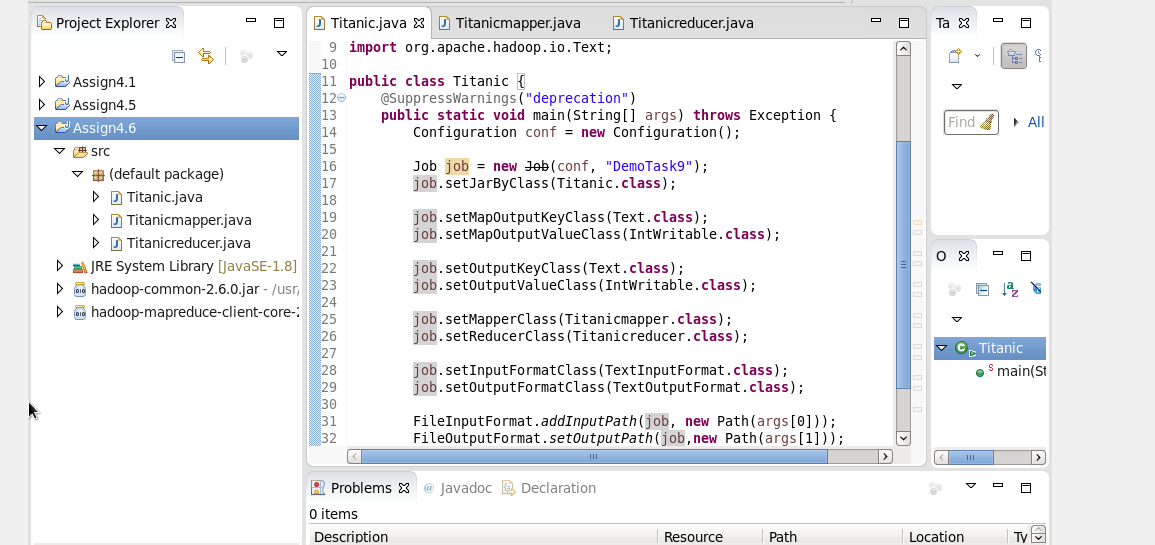 Project Explorer
Assign4.1
Assign4.5
Assign4.6
src
(default package)
Titanic.java
Titanicmapper.java
Titanicreducer.java
JRE System Library [JavaSE-1.8]
hadoop-common-2.6.0.jar - /usr/
hadoop-mapreduce-client-core-2
Titanic.java Titanicmapper.java Titanicreducer.java
9 import org.apache.hadoop.io.Text;
10
11 public class Titanic {
12 @SuppressWarnings("deprecation")
13 public static void main(String[] args) throws Exception {
14 Configuration conf = new Configuration();
15
16 Job job = new Job(conf, "DemoTask9");
17 job.setJarByClass(Titanic.class);
18
19 job.setMapOutputKeyClass(Text.class);
20 job.setMapOutputValueClass(IntWritable.class);
21
22 job.setOutputKeyClass(Text.class);
23 job.setOutputValueClass(IntWritable.class);
24
25 job.setMapperClass(Titanicmapper.class);
26 job.setReducerClass(Titanicreducer.class);
27
28 job.setInputFormatClass(TextInputFormat.class);
29 job.setOutputFormatClass(TextOutputFormat.class);
30
31 FileInputFormat.addInputPath(job, new Path(args[0]));
32 FileOutputFormat.setOutputPath(job,new Path(args[1]));
Ta
Find All
O
Titanic
main(St
Problems @ Javadoc Declaration
0 items
Description Resource Path Location Ty